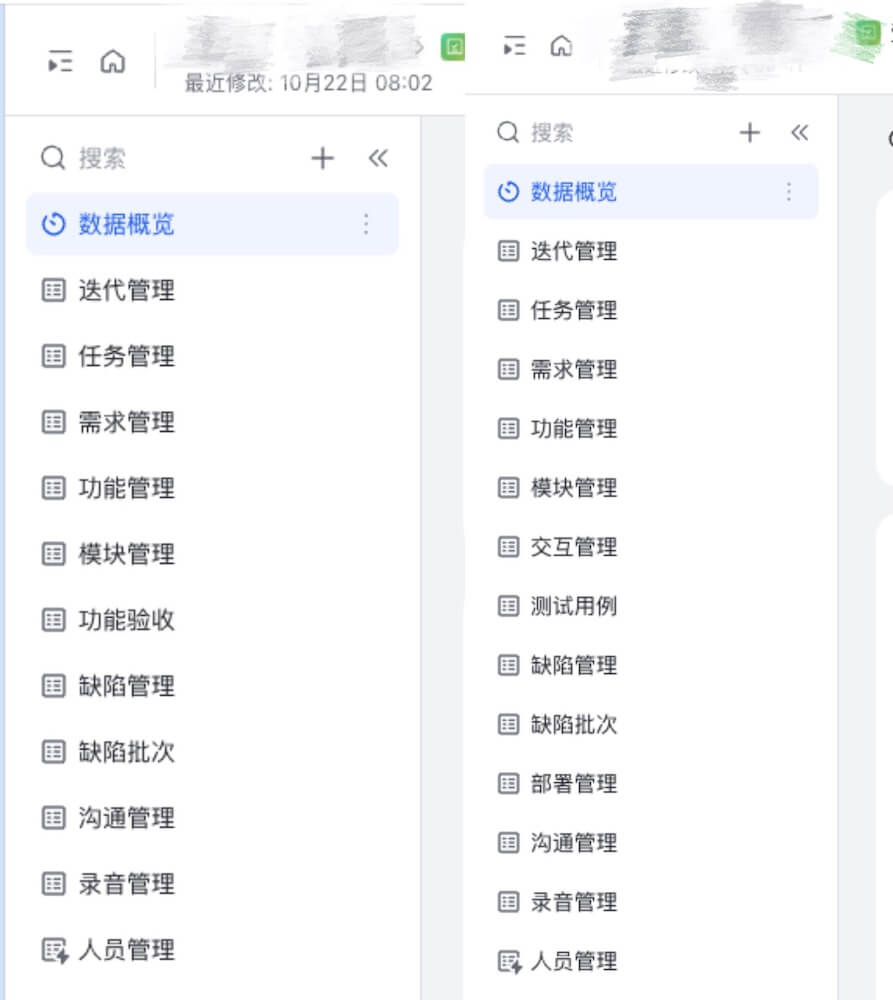 最近修改: 10月22日 08:02
搜索
数据概览
迭代管理
任务管理
需求管理
功能管理
模块管理
功能验收
缺陷管理
缺陷批次
沟通管理
录音管理
人员管理
搜索
数据概览
迭代管理
任务管理
需求管理
功能管理
模块管理
交互管理
测试用例
缺陷管理
缺陷批次
部署管理
沟通管理
录音管理
人员管理